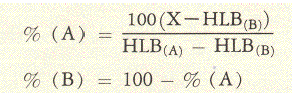 % (A) = 100(X−HLB(B)) / HLB(A) − HLB(B)
% (B) = 100 − % (A)